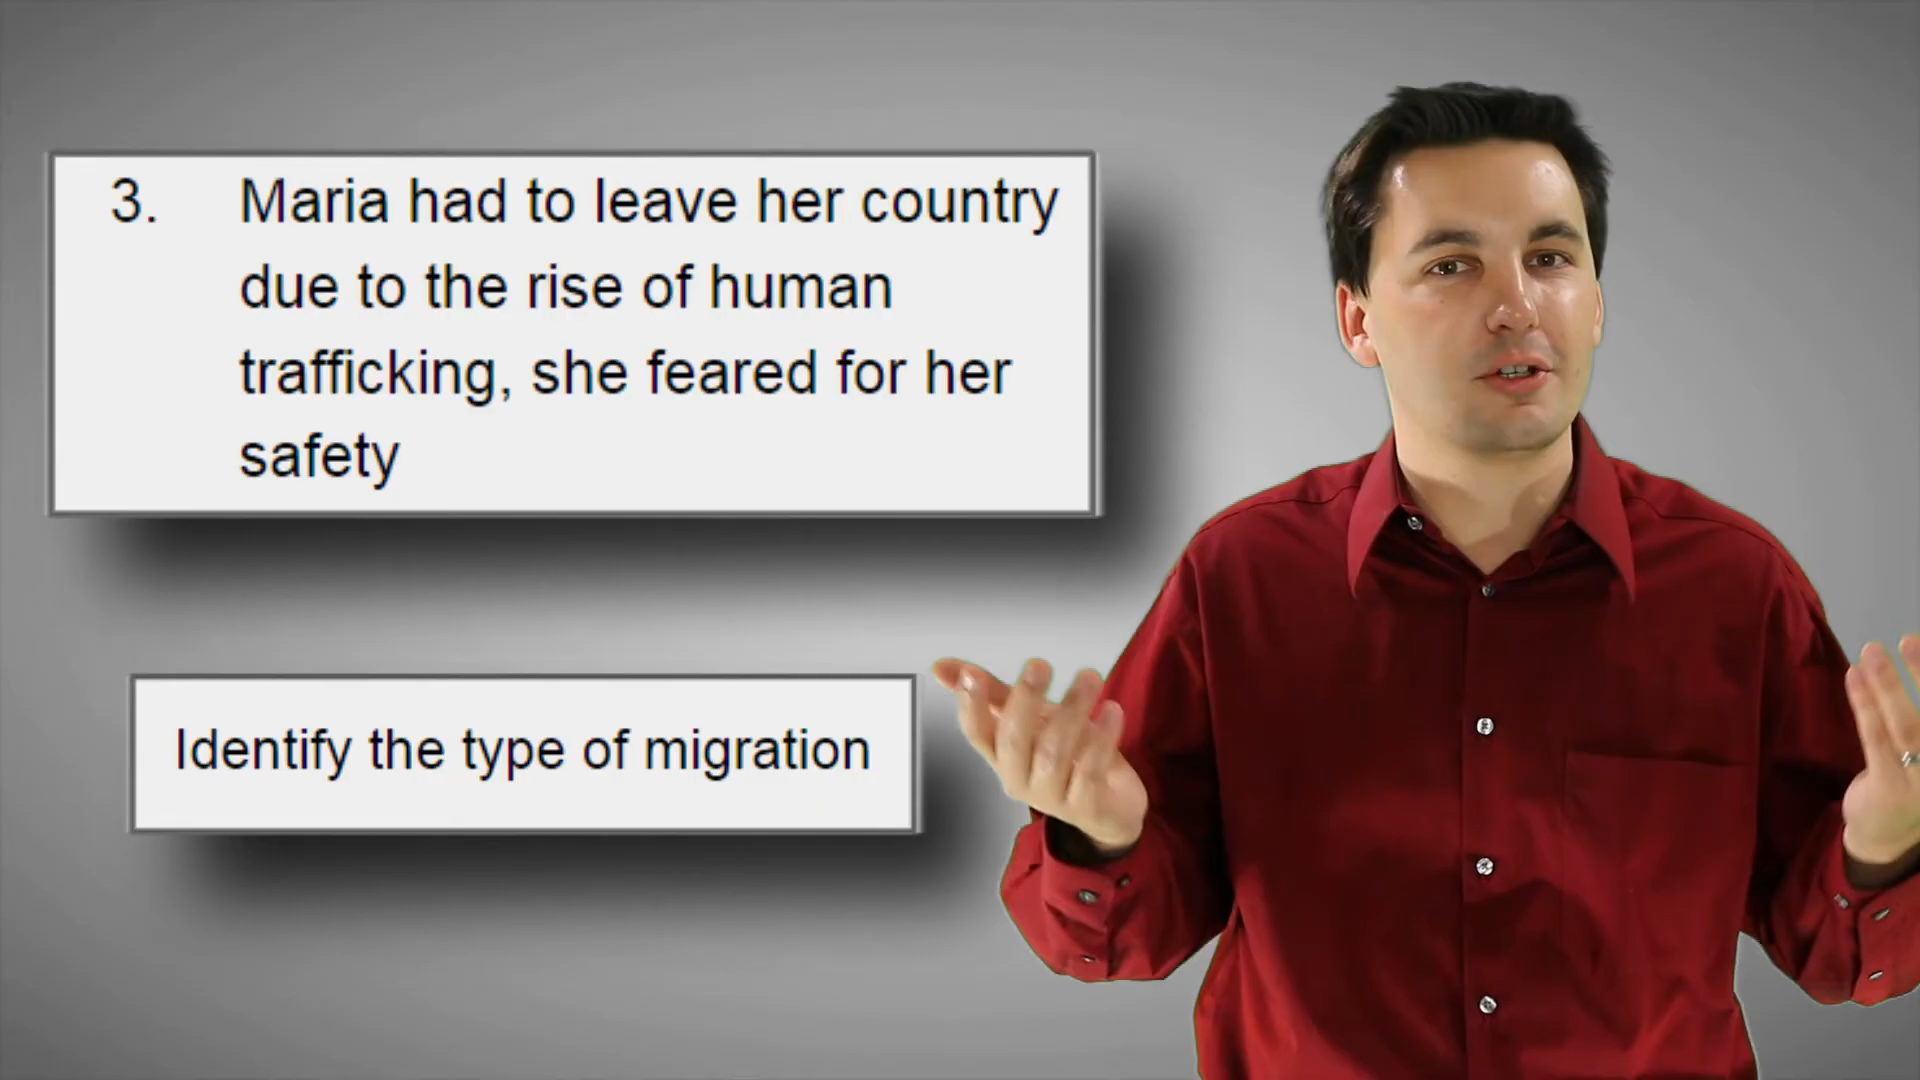 3. Maria had to leave her country
due to the rise of human
trafficking, she feared for her
safety
Identify the type of migration